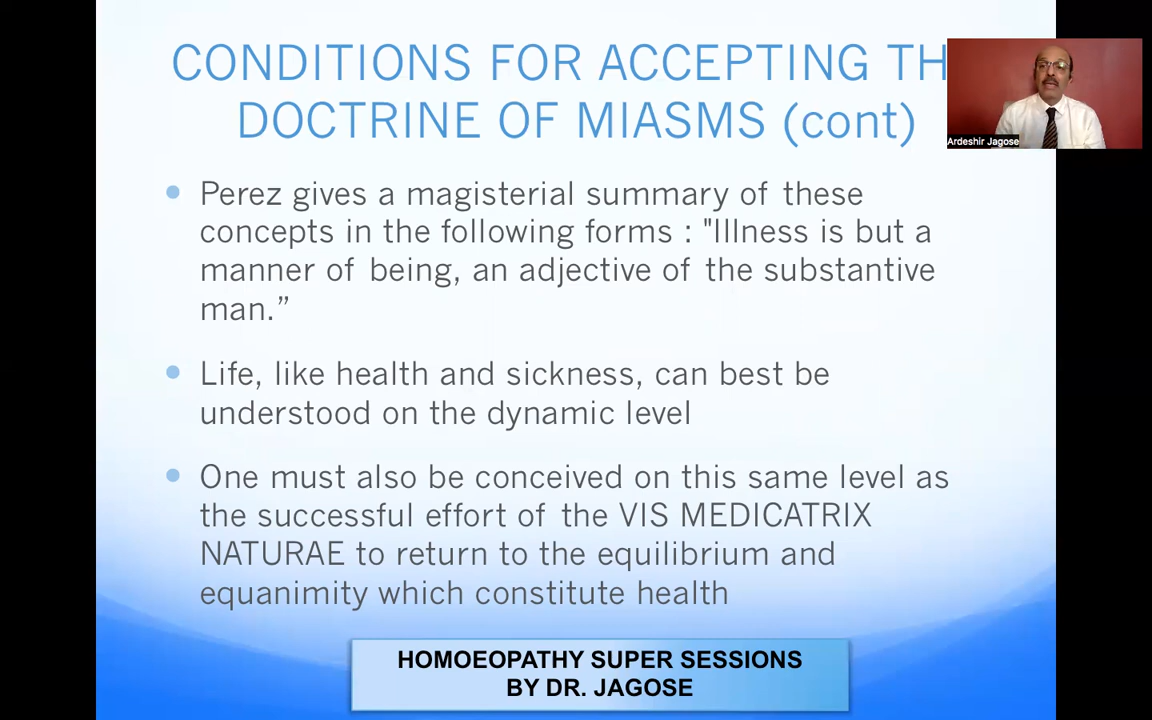 CONDITIONS FOR ACCEPTING TH
DOCTRINE OF MIASMS (cont)
Ardeshir Jagose
• Perez gives a magisterial summary of these
concepts in the following forms : "Illness is but a
manner of being, an adjective of the substantive
man.”
• Life, like health and sickness, can best be
understood on the dynamic level
• One must also be conceived on this same level as
the successful effort of the VIS MEDICATRIX
NATURAE to return to the equilibrium and
equanimity which constitute health
HOMOEOPATHY SUPER SESSIONS
BY DR. JAGOSE